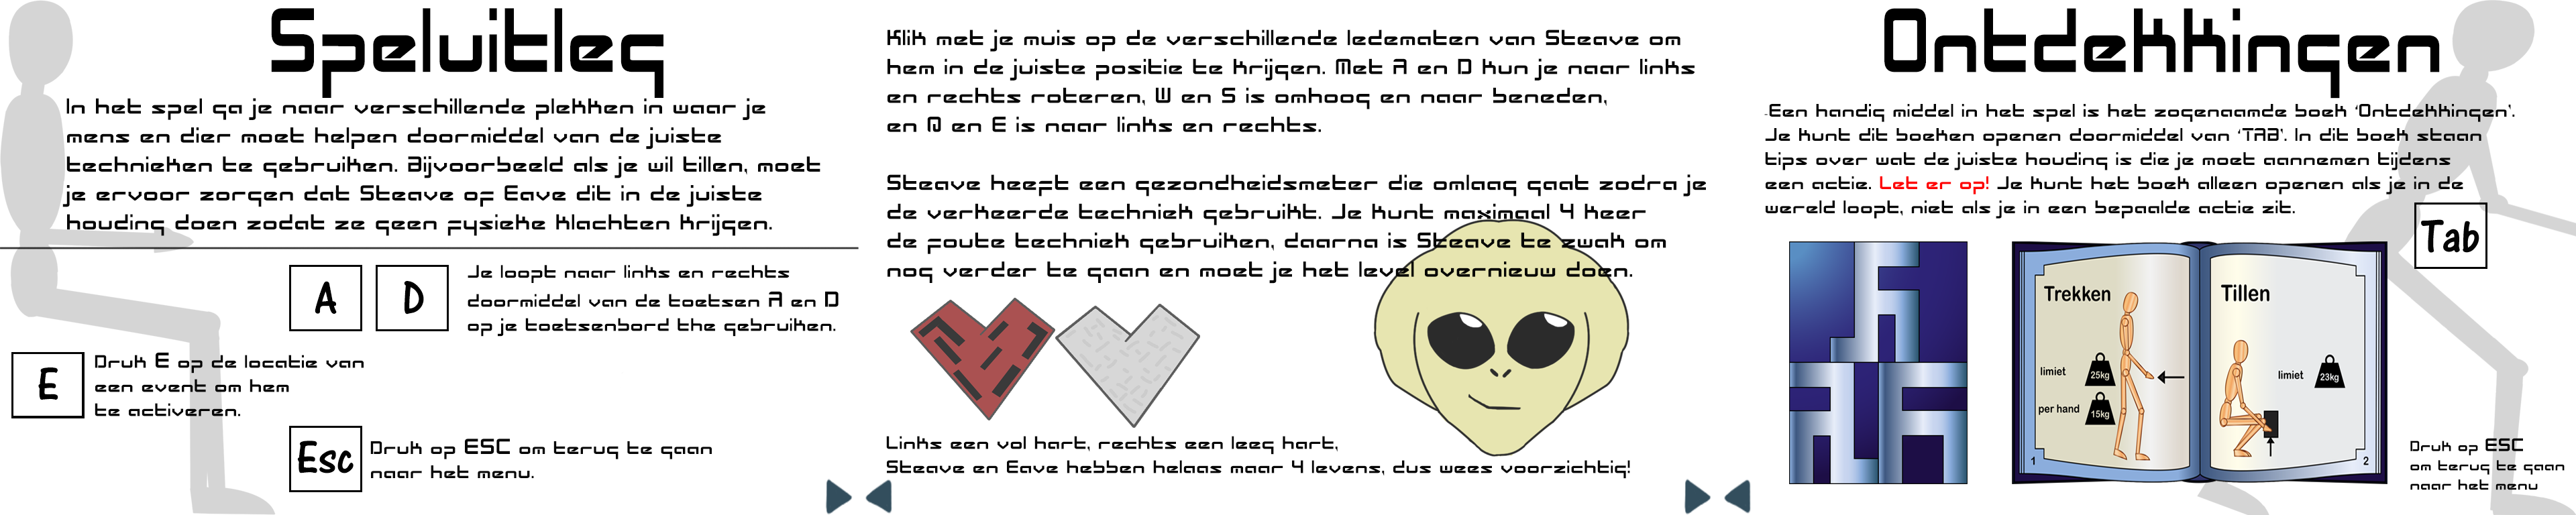 Speluitleg
In het spel ga je naar verschillende plekken in waar je
mens en dier moet helpen doormiddel van de juiste
technieken te gebruiken. Bijvoorbeeld als je wil tillen, moet
je ervoor zorgen dat Steave of Eave dit in de juiste
houding doen zodat ze geen fysieke klachten krijgen.
A D
Je loopt naar links en rechts
doormiddel van de toetsen A en D
op je toetsenbord the gebruiken.
E
Druk E op de locatie van
een event om hem
te activeren.
Esc
Druk op ESC om terug te gaan
naar het menu.
Klik met je muis op de verschillende ledematen van Steave om
hem in de juiste positie te krijgen. Met A en D kun je naar links
en rechts roteren, W en S is omhoog en naar beneden,
en Q en E is naar links en rechts.
Steave heeft een gezondheidsmeter die omlaag gaat zodra je
de verkeerde techniek gebruikt. Je kunt maximaal 4 keer
de foute techniek gebruiken, daarna is Steave te zwak om
nog verder te gaan en moet je het level overnieuw doen.
Links een vol hart, rechts een leeg hart,
Steave en Eave hebben helaas maar 4 levens, dus wees voorzichtig!
Ontdekkingen
Een handig middel in het spel is het zogenaamde boek 'Ontdekkingen'.
Je kunt dit boeken openen doormiddel van 'TAB'. In dit boek staan
tips over wat de juiste houding is die je moet aannemen tijdens
een actie. Let er op! Je kunt het boek alleen openen als je in de
wereld loopt, niet als je in een bepaalde actie zit.
Tab
Trekken
limiet
25kg
per hand
15kg
1
Tillen
limiet
23kg
2
Druk op ESC
om terug te gaan
naar het menu